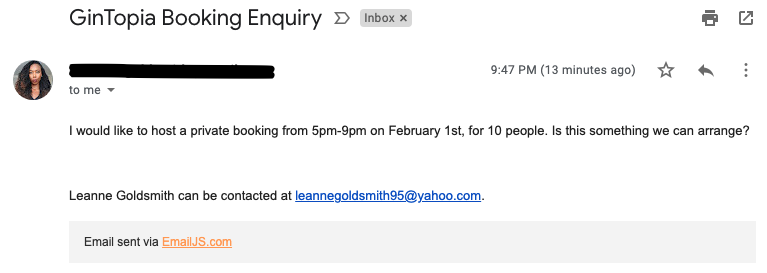 GinTopia Booking Enquiry Inbox ×
9:47 PM (13 minutes ago)
to me
I would like to host a private booking from 5pm-9pm on February 1st, for 10 people. Is this something we can arrange?
Leanne Goldsmith can be contacted at leannegoldsmith95@yahoo.com.
Email sent via EmailJS.com